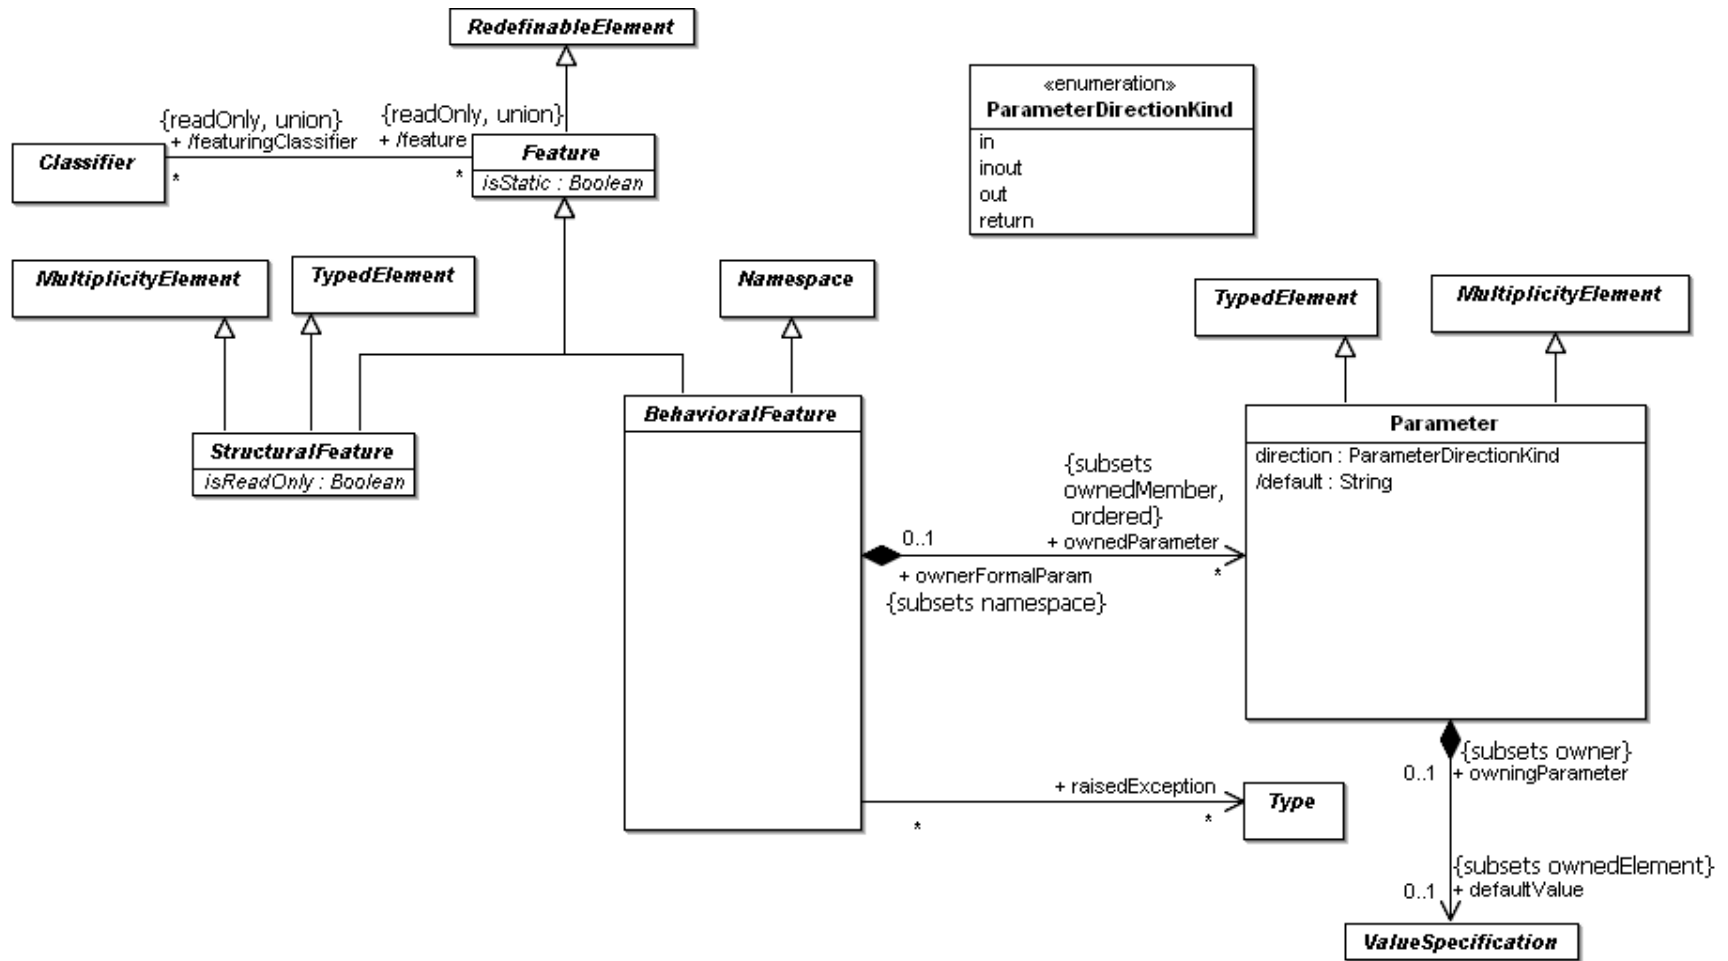 RedefinableElement
«enumeration»
ParameterDirectionKind
in
inout
out
return
{readOnly, union}
+ /featuringClassifier
*
{readOnly, union}
+ /feature
*
Classifier
Feature
isStatic : Boolean
MultiplicityElement
TypedElement
Namespace
TypedElement
MultiplicityElement
StructuralFeature
isReadOnly : Boolean
BehavioralFeature
Parameter
direction : ParameterDirectionKind
/default : String
{subsets
ownedMember,
ordered}
0..1
+ ownedParameter
*
+ ownerFormalParam
{subsets namespace}
+ raisedException
*
*
Type
{subsets owner}
0..1
+ owningParameter
{subsets ownedElement}
0..1
+ defaultValue
ValueSpecification